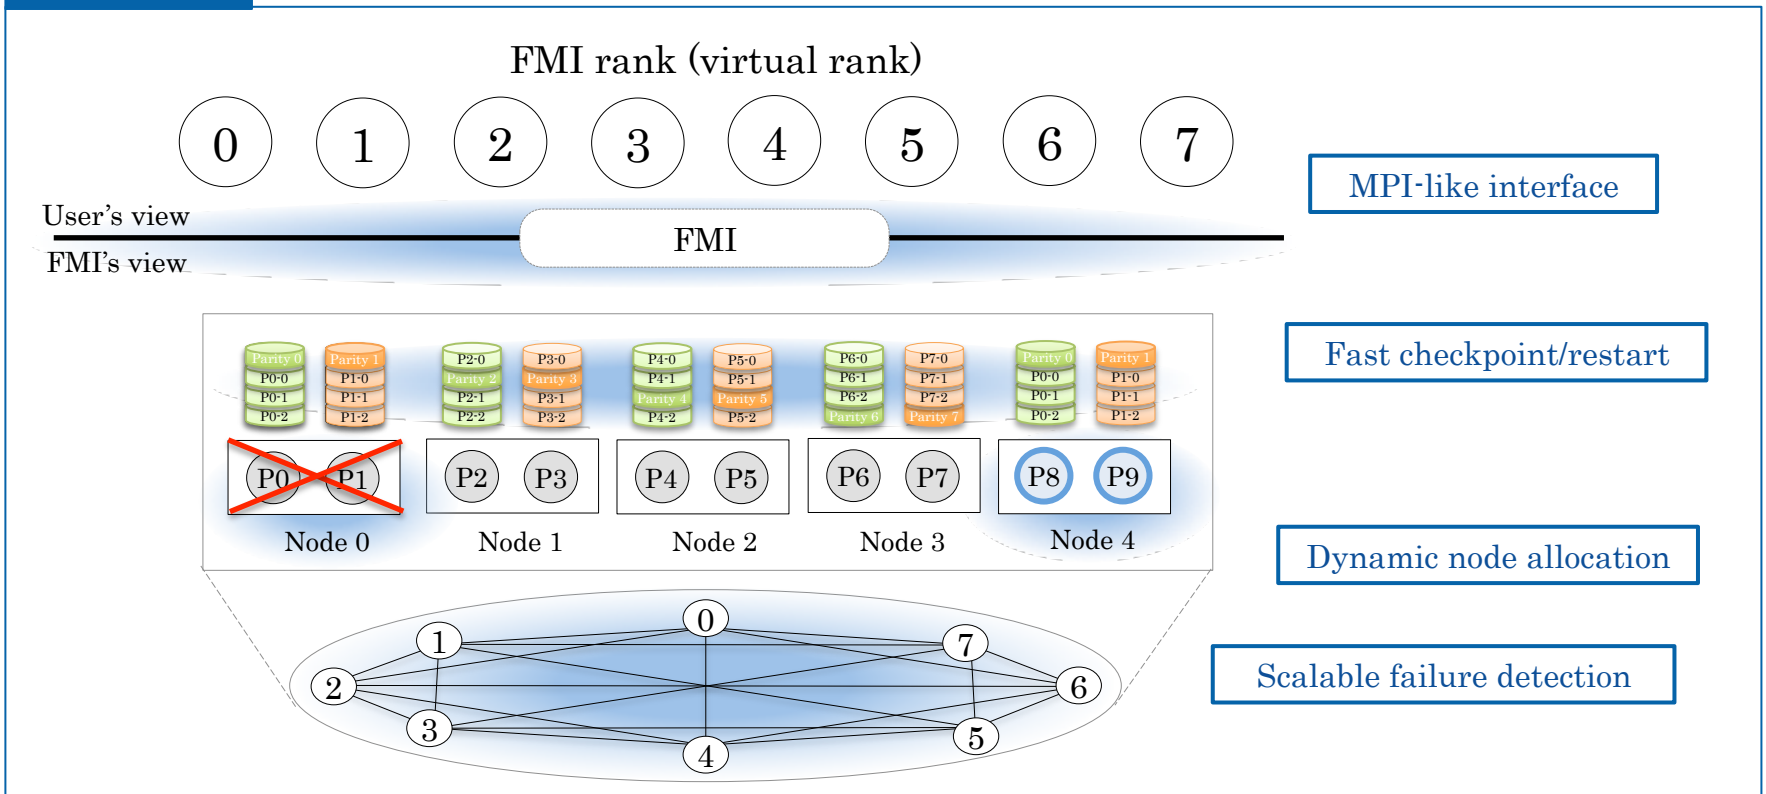 FMI rank (virtual rank)
0 1 2 3 4 5 6 7
MPI-like interface
User's view
FMI
FMI's view
Fast checkpoint/restart
Parity 0 Parity 1 P2-0 P3-0 P4-0 P5-0 P6-0 P7-0 Parity 0 Parity 1
P0-0 P1-0 Parity 2 Parity 3 P4-1 P5-1 P6-1 P7-1 P0-0 P1-0
P0-1 P1-1 P2-1 P3-1 Parity 4 Parity 5 P6-2 P7-2 P0-1 P1-1
P0-2 P1-2 P2-2 P3-2 P4-2 P5-2 Parity 6 Parity 7 P0-2 P1-2
P0 P1 P2 P3 P4 P5 P6 P7 P8 P9
Node 0 Node 1 Node 2 Node 3 Node 4
Dynamic node allocation
0
1 7
2 6
3 5
4
Scalable failure detection